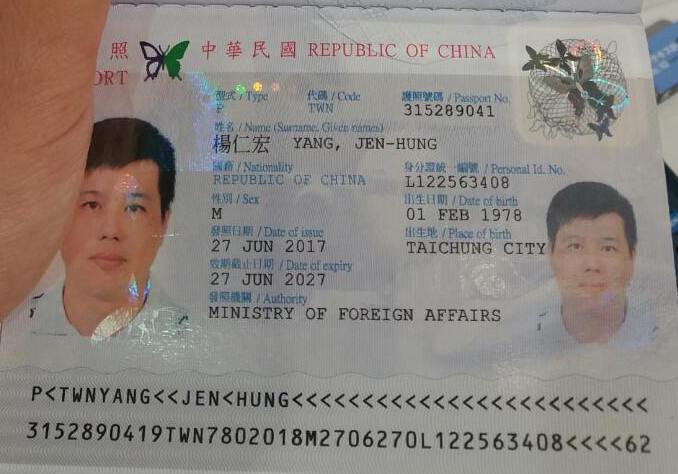 照 中華民國 REPUBLIC OF CHINA
ORT
型式 / Type 代碼 / Code 護照號碼 / Passport No.
P TWN 315289041
姓名 / Name (Surname, Given names)
楊仁宏 YANG, JEN-HUNG
國籍 / Nationality 身分證統一編號 / Personal Id. No.
REPUBLIC OF CHINA L122563408
性別 / Sex 出生日期 / Date of birth
M 01 FEB 1978
發照日期 / Date of issue 出生地 / Place of birth
27 JUN 2017 TAICHUNG CITY
效期截止日期 / Date of expiry
27 JUN 2027
發照機關 / Authority
MINISTRY OF FOREIGN AFFAIRS
P<TWNYANG<<JEN<HUNG<<<<<<<<<<<<<<<<<<<<<<<<<
3152890419TWN7802018M2706270L122563408<<<<62